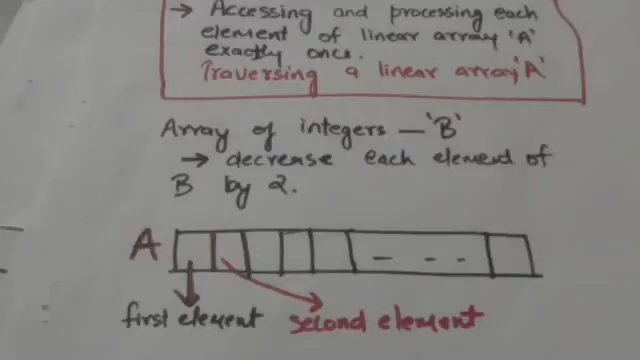 → Accessing and processing each
element of linear array 'A'
exactly once.
Traversing a linear array 'A'
Array of integers — 'B'
→ decrease each element of
B by 2.
A
first element second element